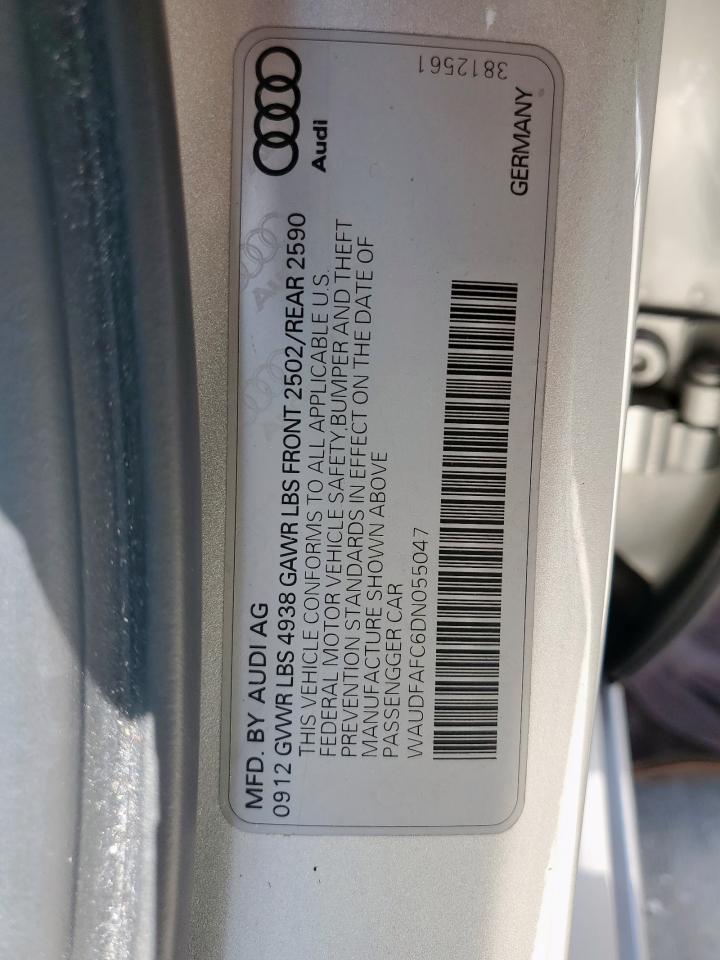 Audi
MFD. BY AUDI AG
0912 GVWR LBS 4938 GAWR LBS FRONT 2502/REAR 2590
THIS VEHICLE CONFORMS TO ALL APPLICABLE U.S.
FEDERAL MOTOR VEHICLE SAFETY,BUMPER AND THEFT
PREVENTION STANDARDS IN EFFECT ON THE DATE OF
MANUFACTURE SHOWN ABOVE
PASSENGGER CAR
WAUDFAFC6DN055047
GERMANY
3812561